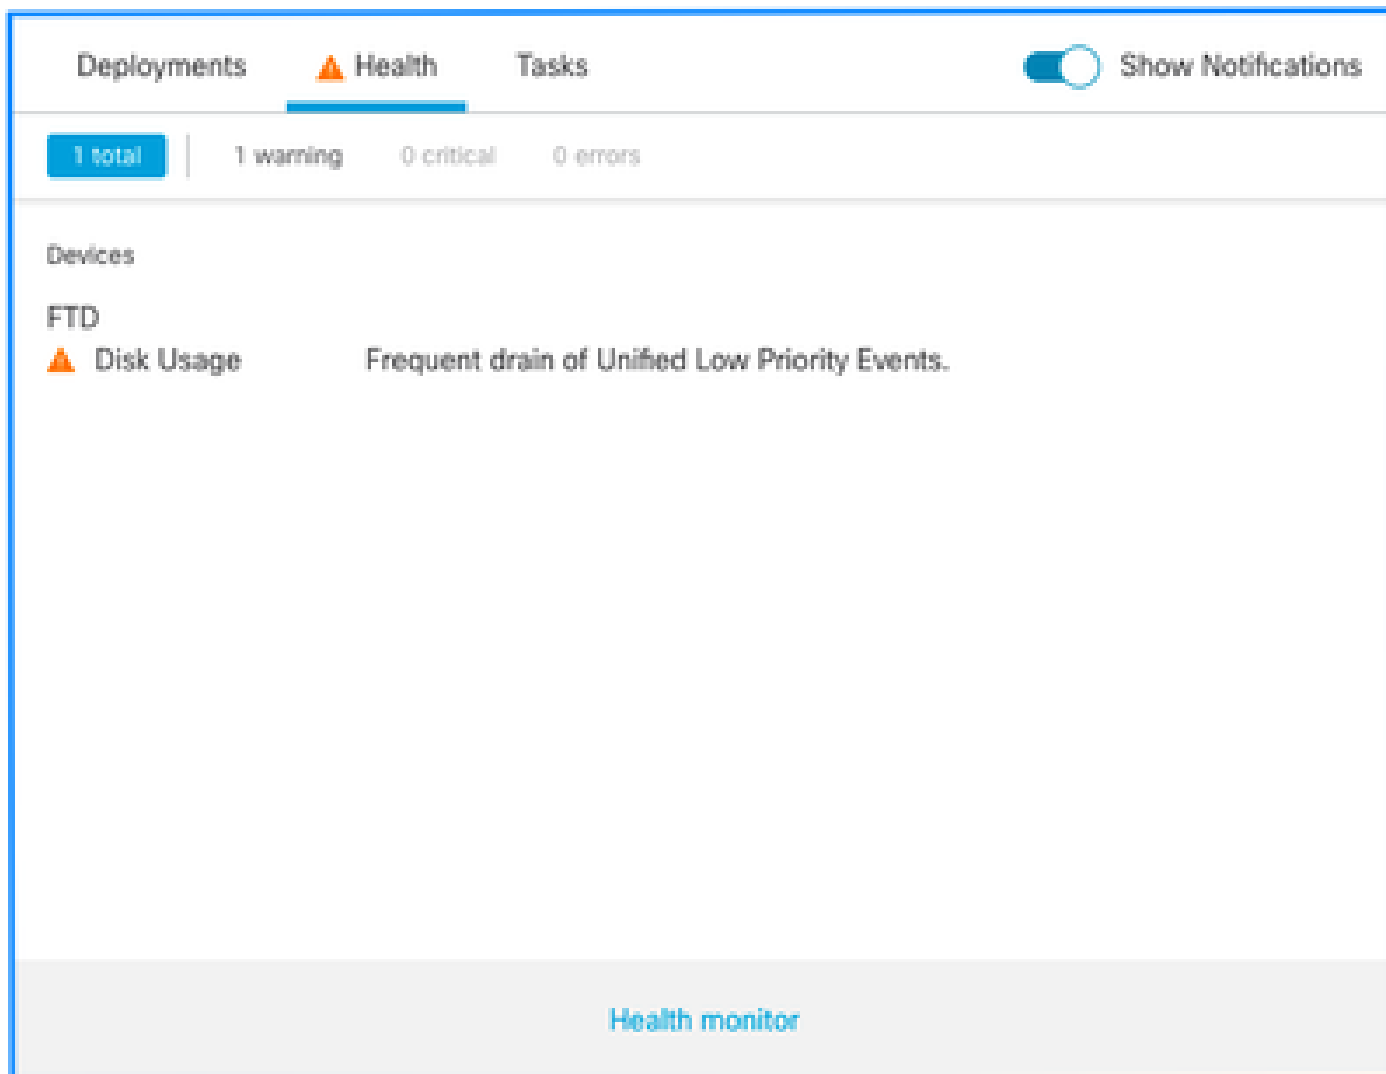 Deployments Health Tasks Show Notifications
1 total 1 warning 0 critical 0 errors
Devices
FTD
Disk Usage Frequent drain of Unified Low Priority Events.
Health monitor